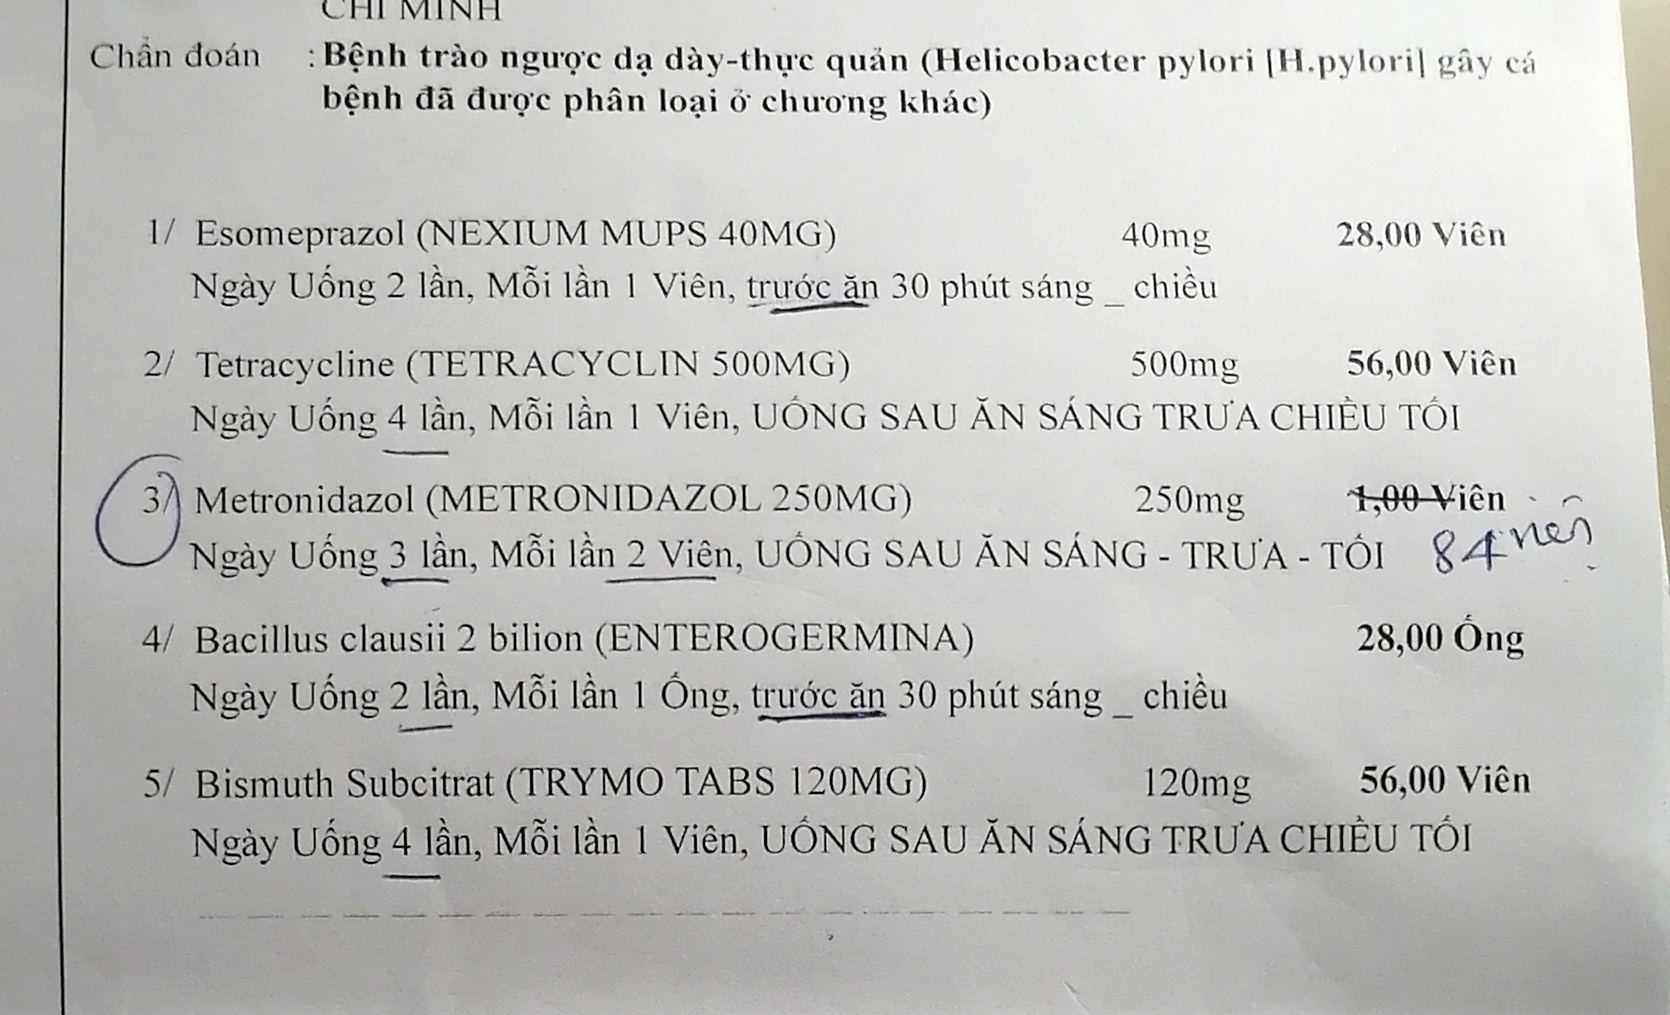 CHÍ MINH
Chẩn đoán : Bệnh trào ngược dạ dày-thực quản (Helicobacter pylori [H.pylori] gây cá
bệnh đã được phân loại ở chương khác)
1/ Esomeprazol (NEXIUM MUPS 40MG) 40mg 28,00 Viên
Ngày Uống 2 lần, Mỗi lần 1 Viên, trước ăn 30 phút sáng _ chiều
2/ Tetracycline (TETRACYCLIN 500MG) 500mg 56,00 Viên
Ngày Uống 4 lần, Mỗi lần 1 Viên, UỐNG SAU ĂN SÁNG TRƯA CHIỀU TỐI
3/ Metronidazol (METRONIDAZOL 250MG) 250mg 1,00 Viên
Ngày Uống 3 lần, Mỗi lần 2 Viên, UỐNG SAU ĂN SÁNG - TRƯA - TỐI 84 viên
4/ Bacillus clausii 2 bilion (ENTEROGERMINA) 28,00 Ống
Ngày Uống 2 lần, Mỗi lần 1 Ống, trước ăn 30 phút sáng _ chiều
5/ Bismuth Subcitrat (TRYMO TABS 120MG) 120mg 56,00 Viên
Ngày Uống 4 lần, Mỗi lần 1 Viên, UỐNG SAU ĂN SÁNG TRƯA CHIỀU TỐI